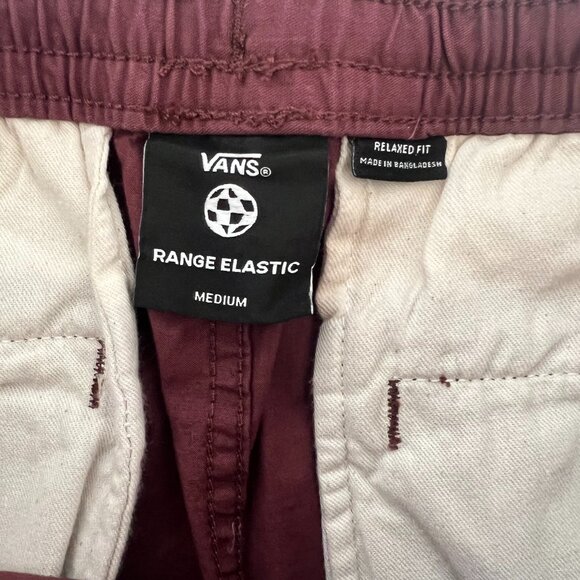 VANS®
RANGE ELASTIC
MEDIUM
RELAXED FIT
MADE IN BANGLADESH